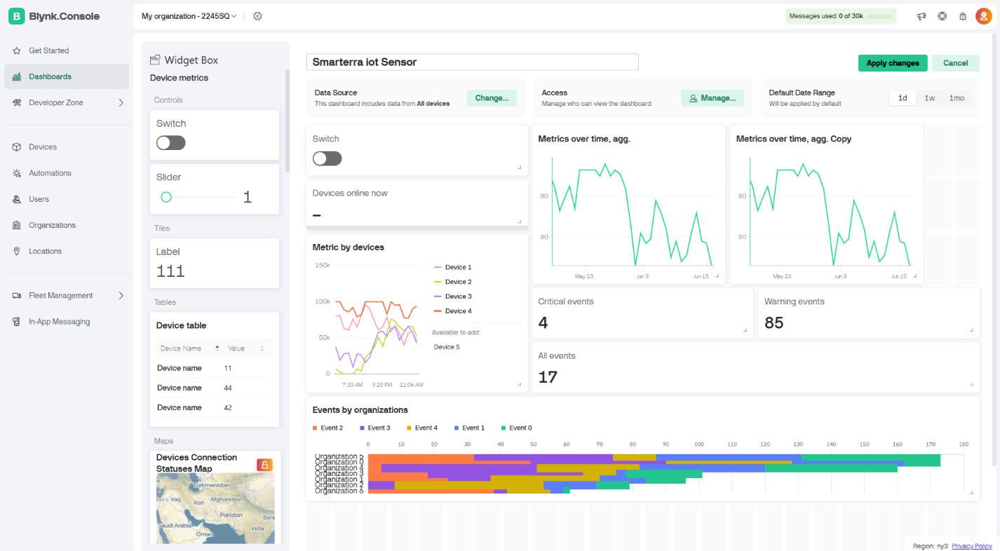 B Blynk.Console
My organization - 2245SQ
Messages used: 0 of 30k
Get Started
Dashboards
Developer Zone
Devices
Automations
Users
Organizations
Locations
Fleet Management
In-App Messaging
Widget Box
Device metrics
Controls
Switch
Slider
1
Tiles
Label
111
Tables
Device table
Device Name Value
Device name 11
Device name 44
Device name 42
Maps
Devices Connection
Statuses Map
Turkmenistan
Iraq
Iran
Afghanistan
Pakistan
Saudi Arabia
Oman
India
Smarterra iot Sensor
Apply changes
Cancel
Data Source
This dashboard includes data from All devices
Change...
Access
Manage who can view the dashboard
Manage...
Default Date Range
Will be applied by default
1d 1w 1mo
Switch
Devices online now
–
Metrics over time, agg.
80
60
May 23 Jun 3 Jun 15
Metrics over time, agg. Copy
80
60
May 23 Jun 3 Jun 15
Metric by devices
150k
100k
50k
0
7:33 AM 9:20 PM 11:06 AM
Device 1
Device 2
Device 3
Device 4
Available to add:
Device 5
Critical events
4
Warning events
85
All events
17
Events by organizations
Event 2 Event 3 Event 4 Event 1 Event 0
0 10 20 30 40 50 60 70 80 90 100 110 120 130 140 150 160 170 180
Organization 5
Organization 0
Organization 4
Organization 3
Organization 1
Organization 2
Organization 6
Region: ny3 Privacy Policy